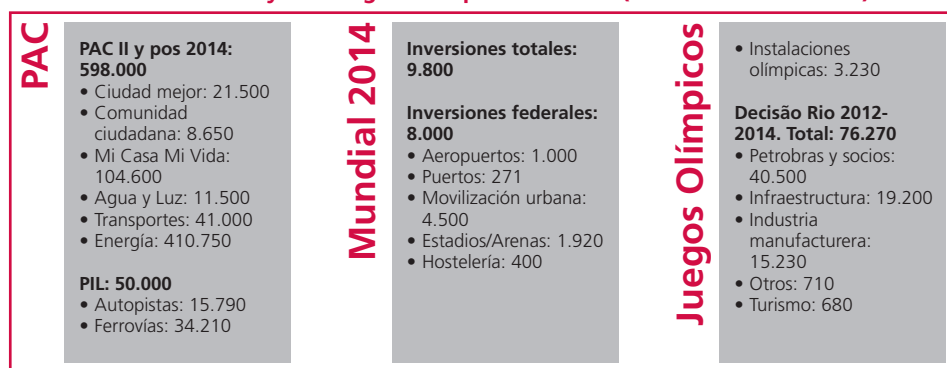 PAC
PAC II y pos 2014:
598.000
• Ciudad mejor: 21.500
• Comunidad
ciudadana: 8.650
• Mi Casa Mi Vida:
104.600
• Agua y Luz: 11.500
• Transportes: 41.000
• Energía: 410.750
PIL: 50.000
• Autopistas: 15.790
• Ferrovías: 34.210
Mundial 2014
Inversiones totales:
9.800
Inversiones federales:
8.000
• Aeropuertos: 1.000
• Puertos: 271
• Movilización urbana:
4.500
• Estadios/Arenas: 1.920
• Hostelería: 400
Juegos Olímpicos
• Instalaciones
olímpicas: 3.230
Decisão Rio 2012-
2014. Total: 76.270
• Petrobras y socios:
40.500
• Infraestructura: 19.200
• Industria
manufacturera:
15.230
• Otros: 710
• Turismo: 680